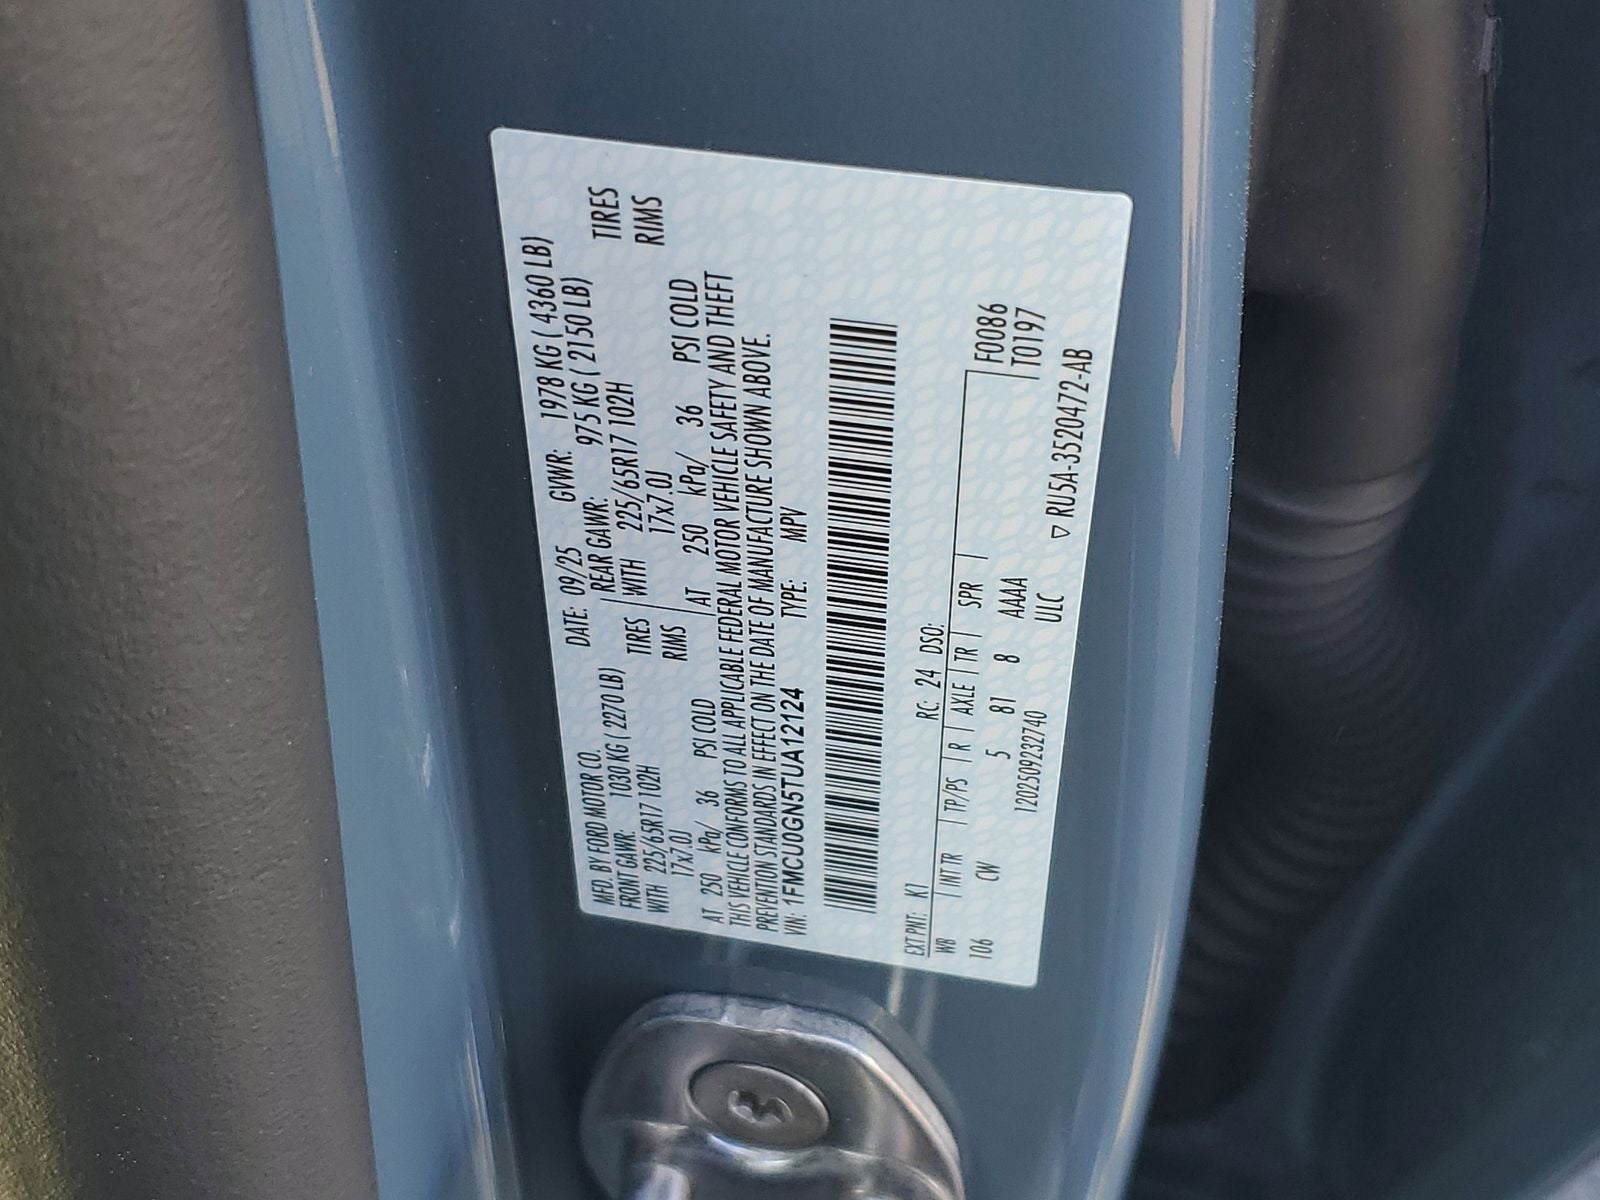 MFD. BY FORD MOTOR CO. DATE: 09/25 GVWR: 1978 KG ( 4360 LB)
FRONT GAWR: 1030 KG ( 2270 LB) REAR GAWR: 975 KG ( 2150 LB)
WITH 225/65R17 102H TIRES WITH 225/65R17 102H TIRES
17x7.0J RIMS 17x7.0J RIMS
AT 250 kPa/ 36 PSI COLD AT 250 kPa/ 36 PSI COLD
THIS VEHICLE CONFORMS TO ALL APPLICABLE FEDERAL MOTOR VEHICLE SAFETY AND THEFT
PREVENTION STANDARDS IN EFFECT ON THE DATE OF MANUFACTURE SHOWN ABOVE.
VIN: 1FMCU0GN5TUA12124 TYPE: MPV
EXT PNT: K1 RC: 24 DSO: F0086
WB INT TR TP/PS R AXLE TR SPR T0197
106 CW 5 81 8 AAAA
1202509232740 ULC ▽RU5A-3520472-AB